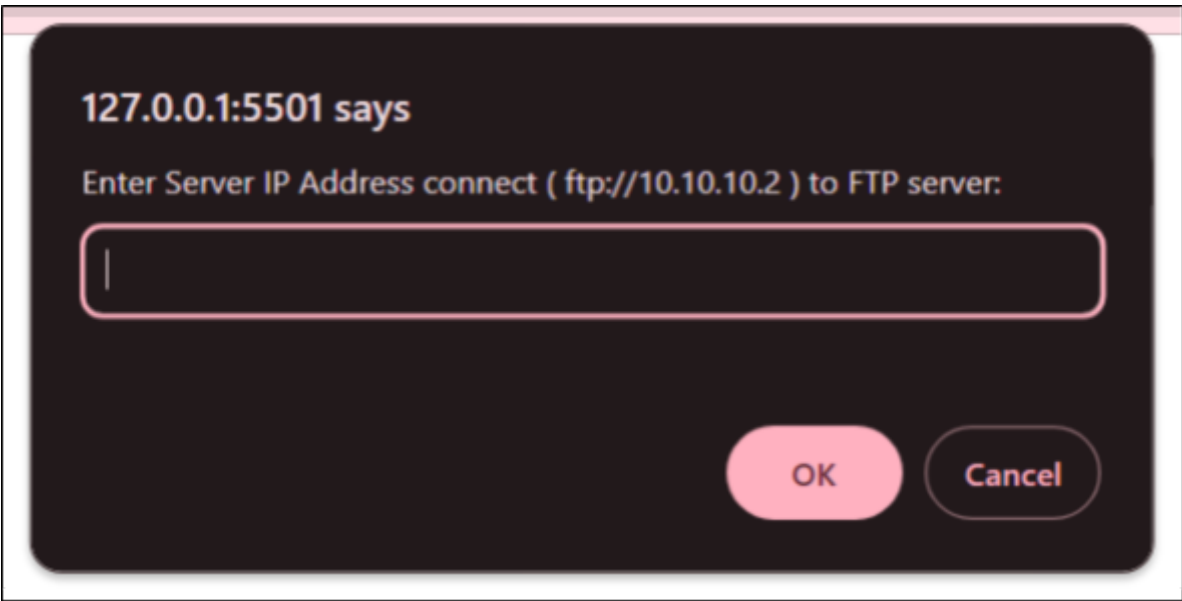 127.0.0.1:5501 says
Enter Server IP Address connect ( ftp://10.10.10.2 ) to FTP server:
OK
Cancel